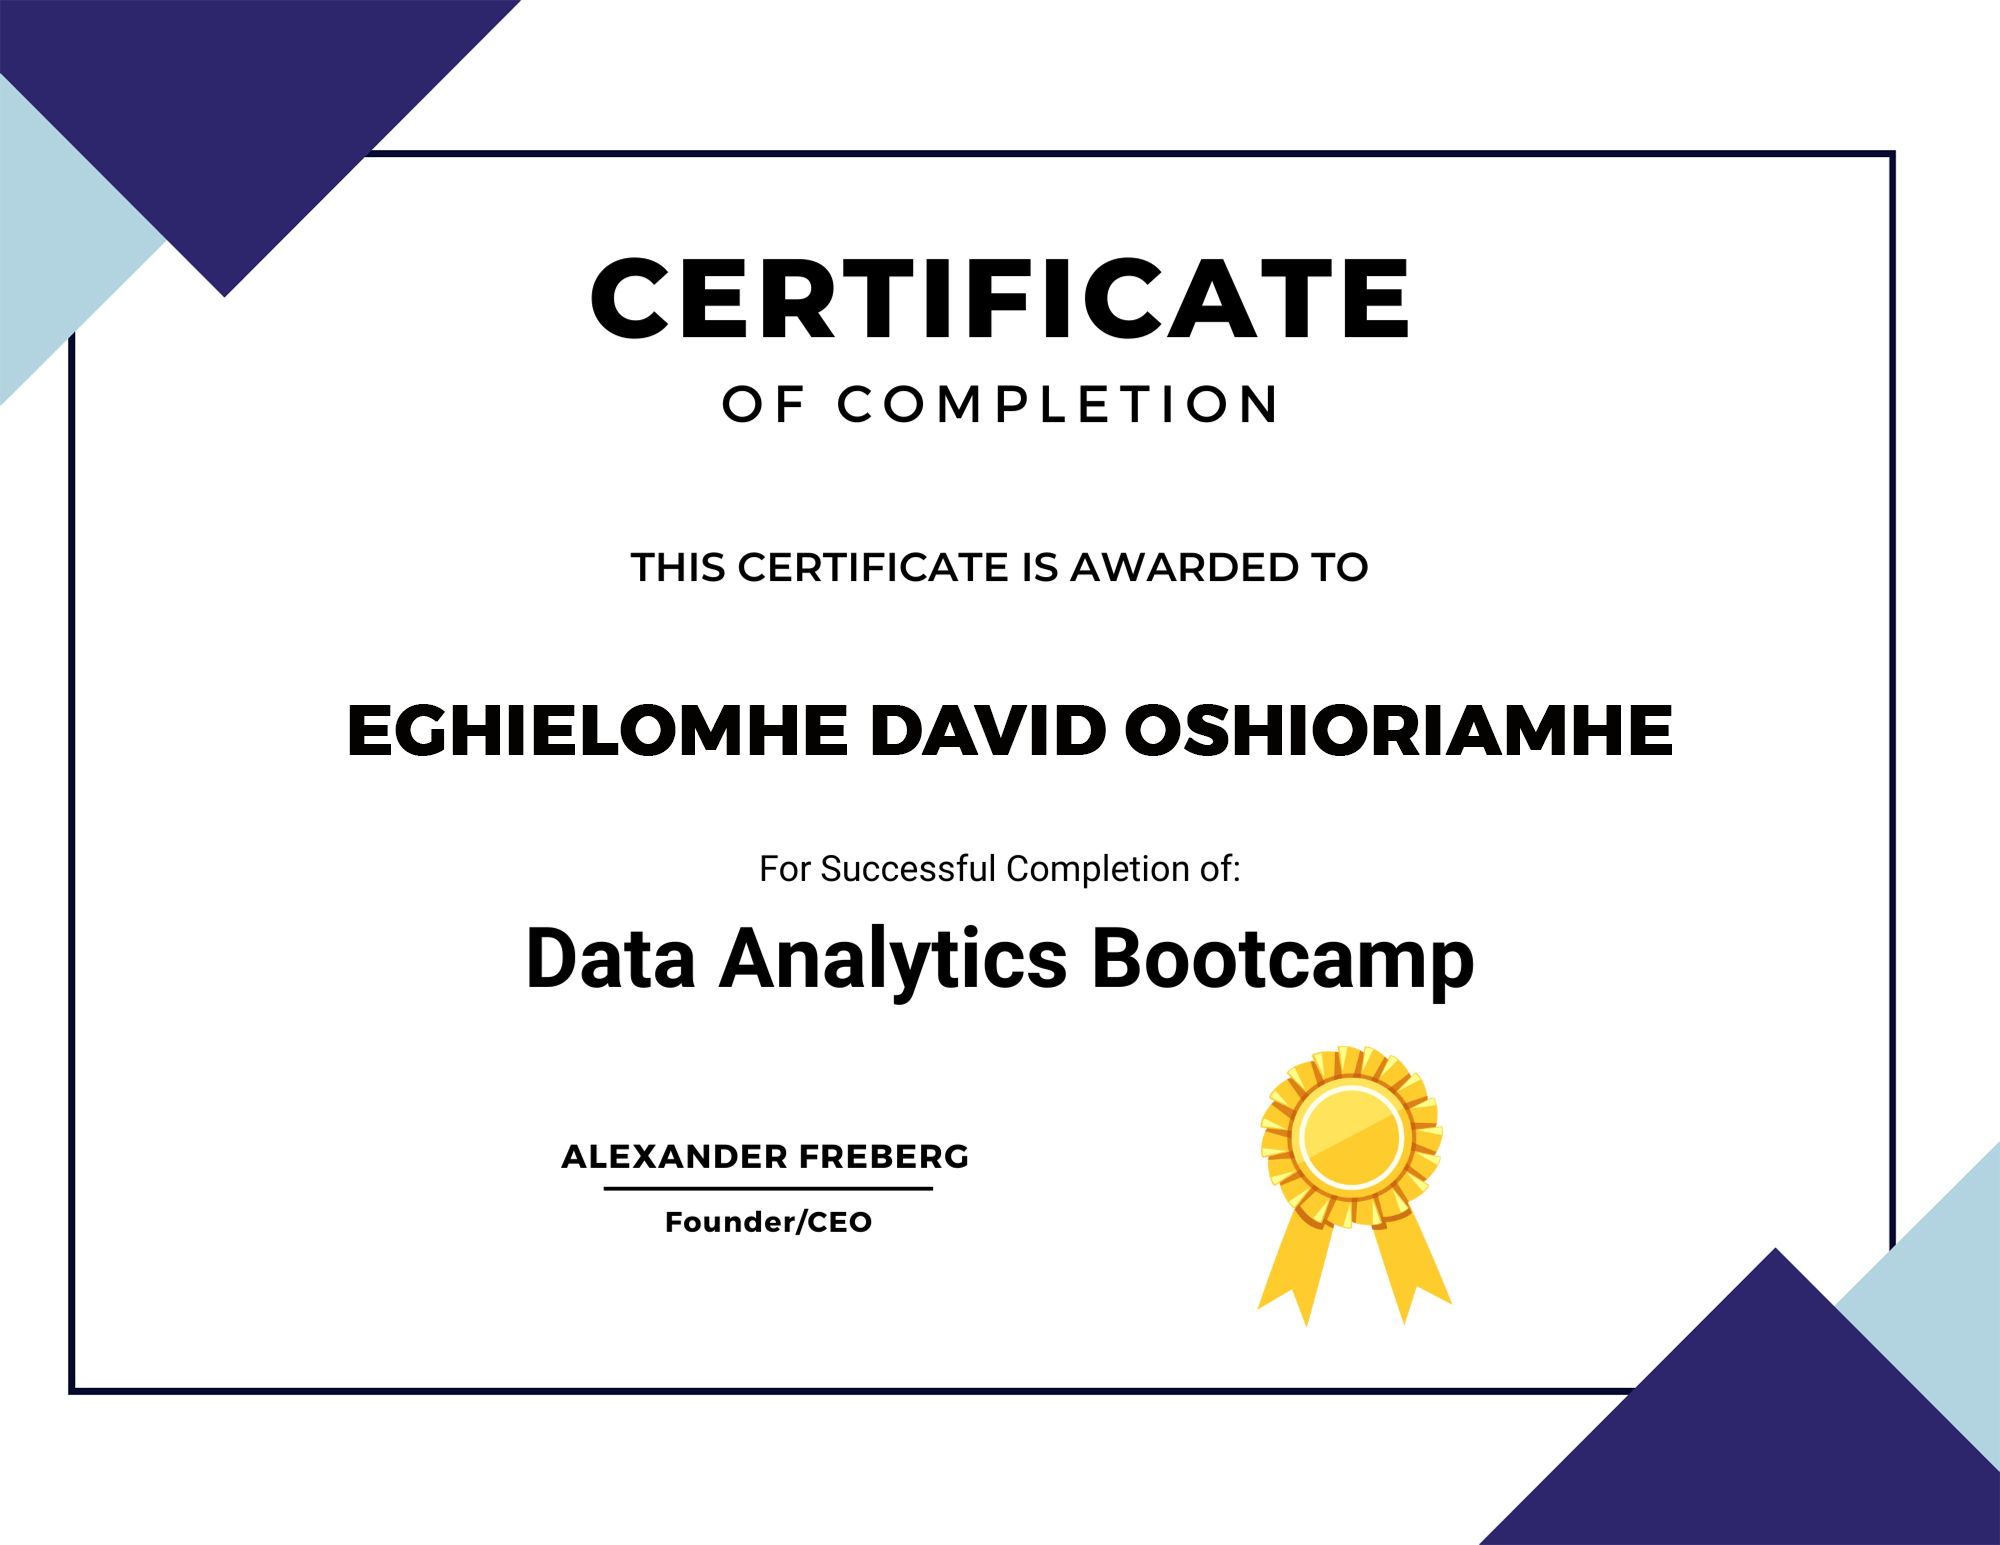 CERTIFICATE
OF COMPLETION
THIS CERTIFICATE IS AWARDED TO
EGHIELOMHE DAVID OSHIORIAMHE
For Successful Completion of:
Data Analytics Bootcamp
ALEXANDER FREBERG
Founder/CEO